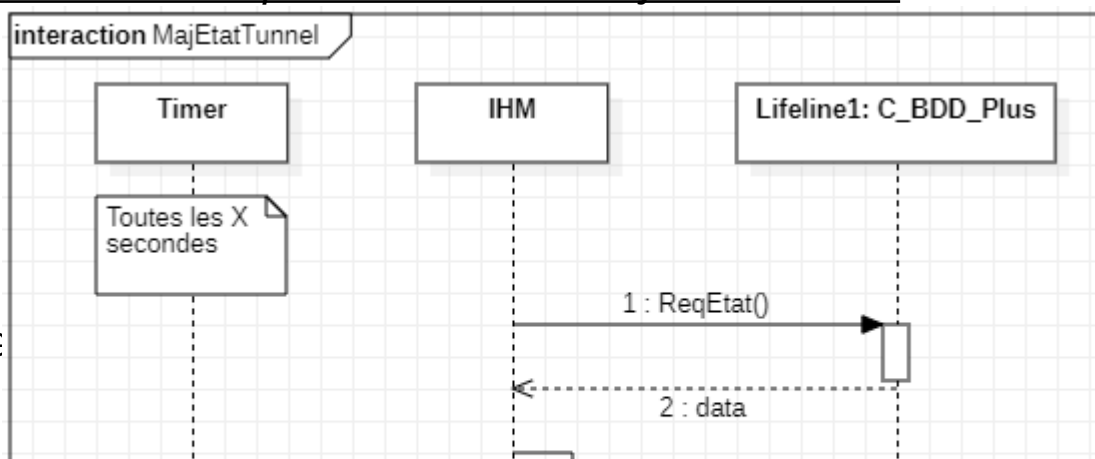 interaction MajEtatTunnel
Timer
IHM
Lifeline1: C_BDD_Plus
Toutes les X
secondes
1 : ReqEtat()
2 : data